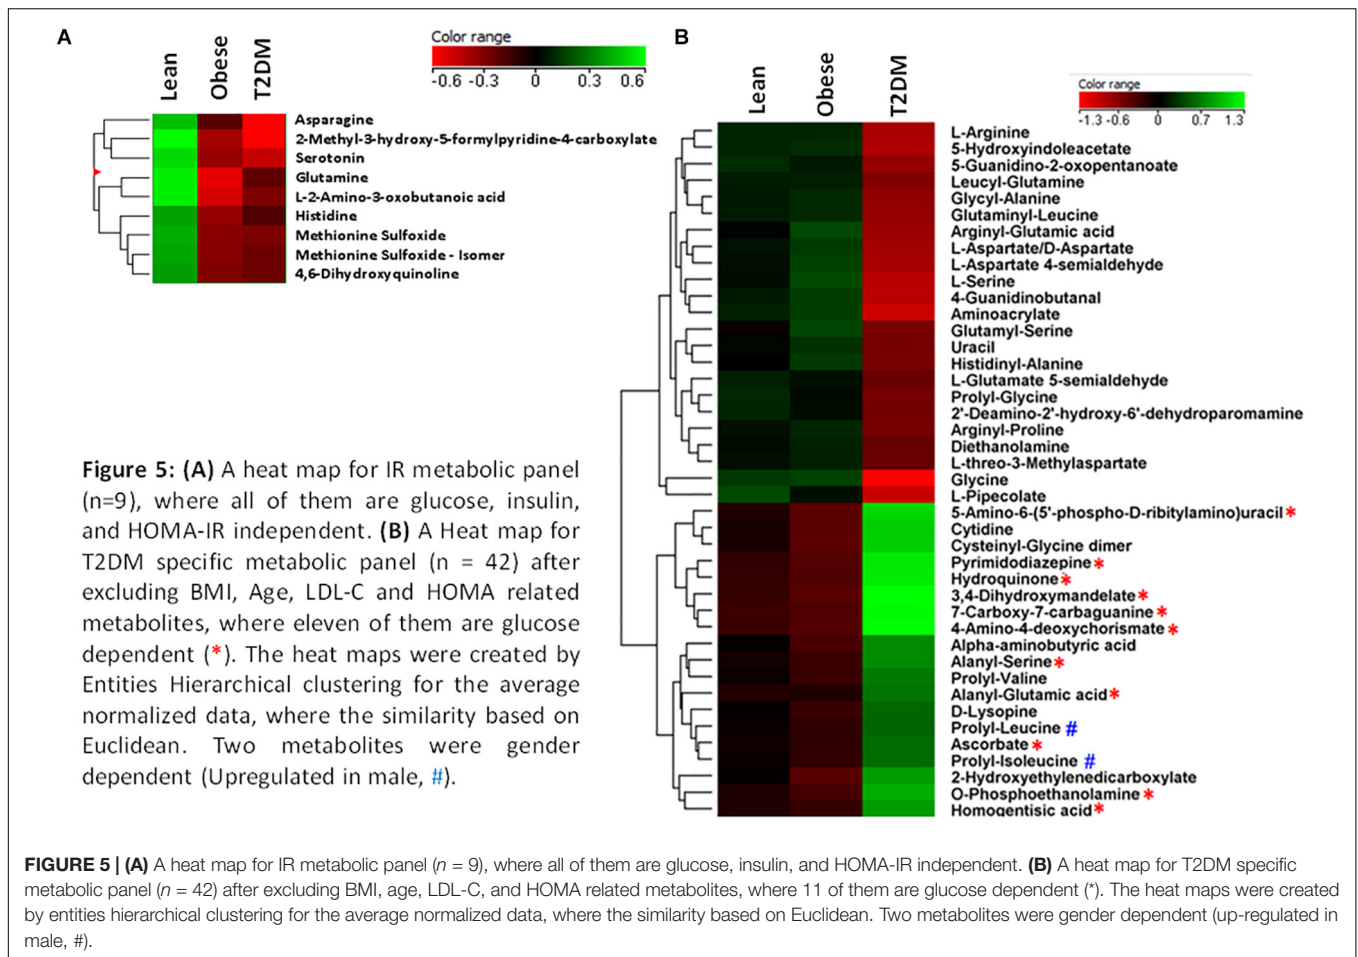 A
Lean
Obese
T2DM
Color range
-0.6 -0.3 0 0.3 0.6
Asparagine
2-Methyl-3-hydroxy-5-formylpyridine-4-carboxylate
Serotonin
Glutamine
L-2-Amino-3-oxobutanoic acid
Histidine
Methionine Sulfoxide
Methionine Sulfoxide - Isomer
4,6-Dihydroxyquinoline
Figure 5: (A) A heat map for IR metabolic panel
(n=9), where all of them are glucose, insulin,
and HOMA-IR independent. (B) A Heat map for
T2DM specific metabolic panel (n = 42) after
excluding BMI, Age, LDL-C and HOMA related
metabolites, where eleven of them are glucose
dependent (*). The heat maps were created by
Entities Hierarchical clustering for the average
normalized data, where the similarity based on
Euclidean. Two metabolites were gender
dependent (Upregulated in male, #).
B
Lean
Obese
T2DM
Color range
-1.3 -0.6 0 0.7 1.3
L-Arginine
5-Hydroxyindoleacetate
5-Guanidino-2-oxopentanoate
Leucyl-Glutamine
Glycyl-Alanine
Glutaminyl-Leucine
Arginyl-Glutamic acid
L-Aspartate/D-Aspartate
L-Aspartate 4-semialdehyde
L-Serine
4-Guanidinobutanal
Aminoacrylate
Glutamyl-Serine
Uracil
Histidinyl-Alanine
L-Glutamate 5-semialdehyde
Prolyl-Glycine
2'-Deamino-2'-hydroxy-6'-dehydroparomamine
Arginyl-Proline
Diethanolamine
L-threo-3-Methylaspartate
Glycine
L-Pipecolate
5-Amino-6-(5'-phospho-D-ribitylamino)uracil *
Cytidine
Cysteinyl-Glycine dimer
Pyrimidodiazepine *
Hydroquinone *
3,4-Dihydroxymandelate *
7-Carboxy-7-carbaguanine *
4-Amino-4-deoxychorismate *
Alpha-aminobutyric acid
Alanyl-Serine *
Prolyl-Valine
Alanyl-Glutamic acid *
D-Lysopine
Prolyl-Leucine #
Ascorbate *
Prolyl-Isoleucine #
2-Hydroxyethylenedicarboxylate
O-Phosphoethanolamine *
Homogentisic acid *
FIGURE 5 | (A) A heat map for IR metabolic panel (n = 9), where all of them are glucose, insulin, and HOMA-IR independent. (B) A heat map for T2DM specific
metabolic panel (n = 42) after excluding BMI, age, LDL-C, and HOMA related metabolites, where 11 of them are glucose dependent (*). The heat maps were created
by entities hierarchical clustering for the average normalized data, where the similarity based on Euclidean. Two metabolites were gender dependent (up-regulated in
male, #).